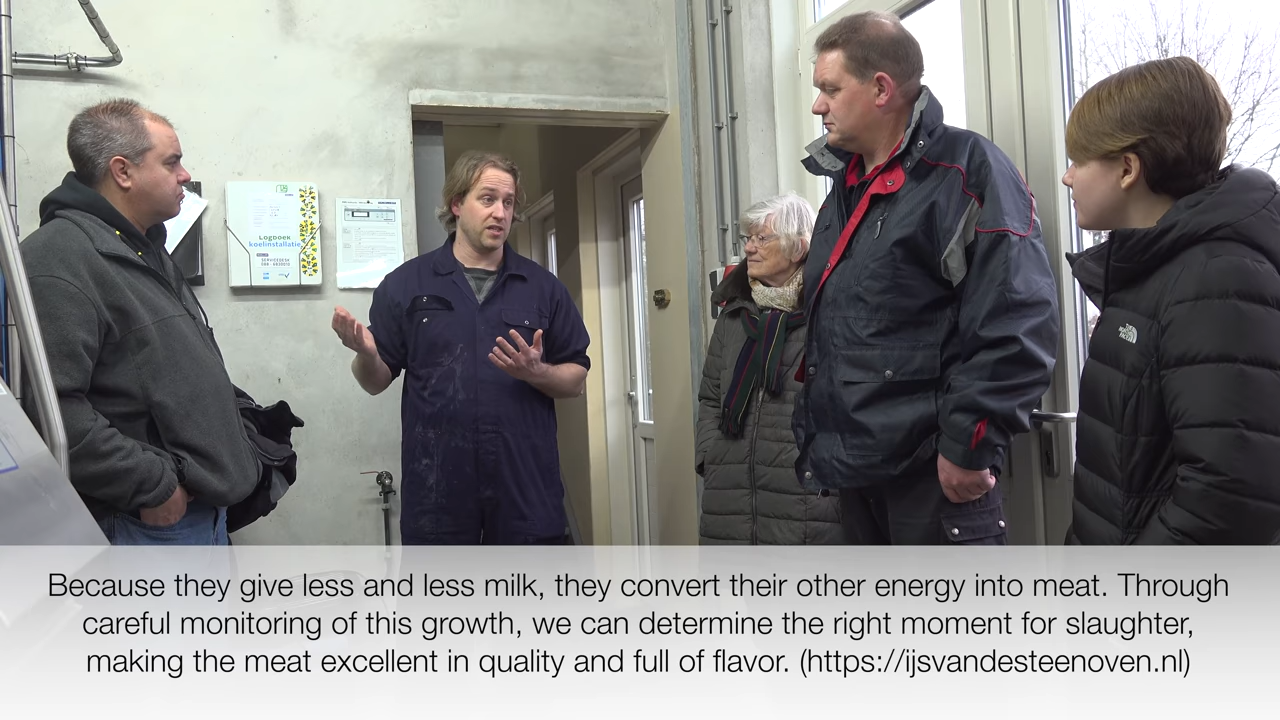 Logboek
koelinstallatie
SERVICEDESK
THE
NORTH
FACE
Because they give less and less milk, they convert their other energy into meat. Through
careful monitoring of this growth, we can determine the right moment for slaughter,
making the meat excellent in quality and full of flavor. (https://ijsvandesteenoven.nl)